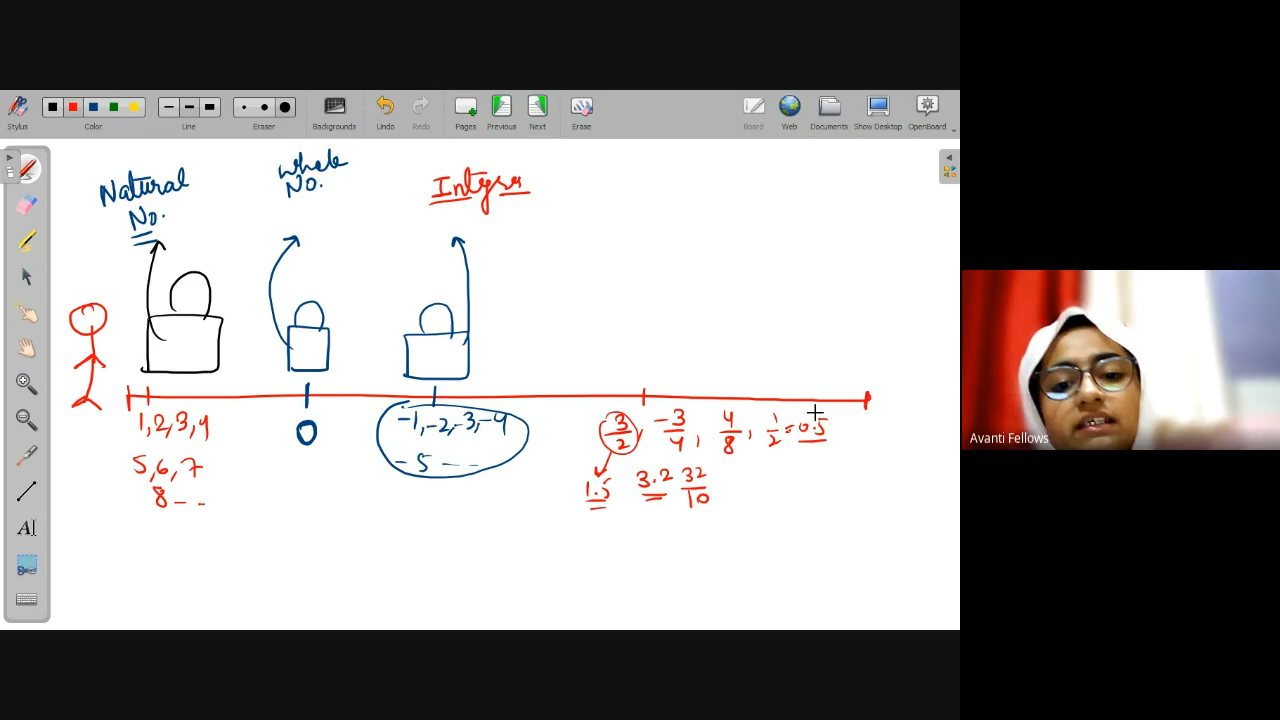 Stylus
Color
Line
Eraser
Backgrounds
Undo
Redo
Pages
Previous
Next
Erase
Board
Web
Documents
Show Desktop
OpenBoard
Natural
No.
Whole
No.
Integers
1, 2, 3, 4
5, 6, 7
8 - -
0
-1, -2, -3, -4
-5 - -
3/2, -3/4, 4/8, 1/2 = 0.5
1.5 3.2 32/10
Avanti Fellows